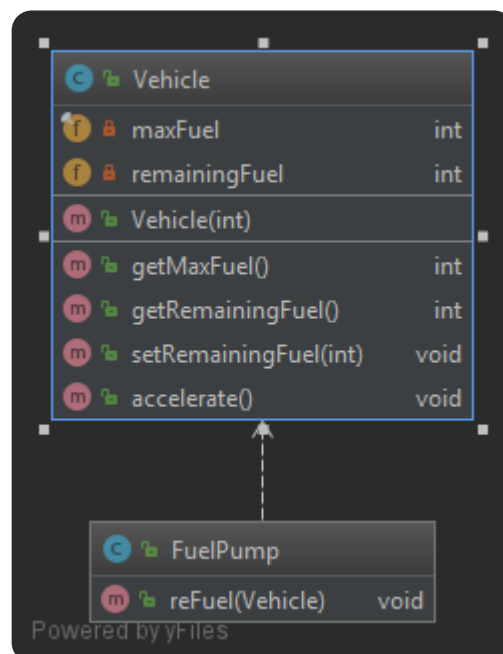 Vehicle
maxFuel int
remainingFuel int
Vehicle(int)
getMaxFuel() int
getRemainingFuel() int
setRemainingFuel(int) void
accelerate() void
FuelPump
reFuel(Vehicle) void
Powered by yFiles